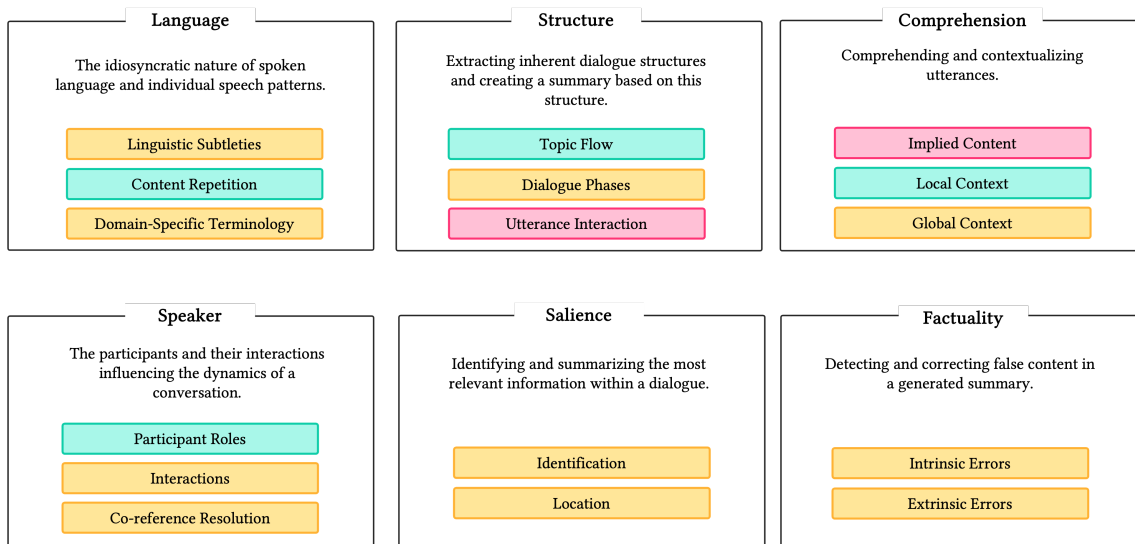 Language
The idiosyncratic nature of spoken
language and individual speech patterns.
Linguistic Subtleties
Content Repetition
Domain-Specific Terminology
Structure
Extracting inherent dialogue structures
and creating a summary based on this
structure.
Topic Flow
Dialogue Phases
Utterance Interaction
Comprehension
Comprehending and contextualizing
utterances.
Implied Content
Local Context
Global Context
Speaker
The participants and their interactions
influencing the dynamics of a
conversation.
Participant Roles
Interactions
Co-reference Resolution
Salience
Identifying and summarizing the most
relevant information within a dialogue.
Identification
Location
Factuality
Detecting and correcting false content in
a generated summary.
Intrinsic Errors
Extrinsic Errors